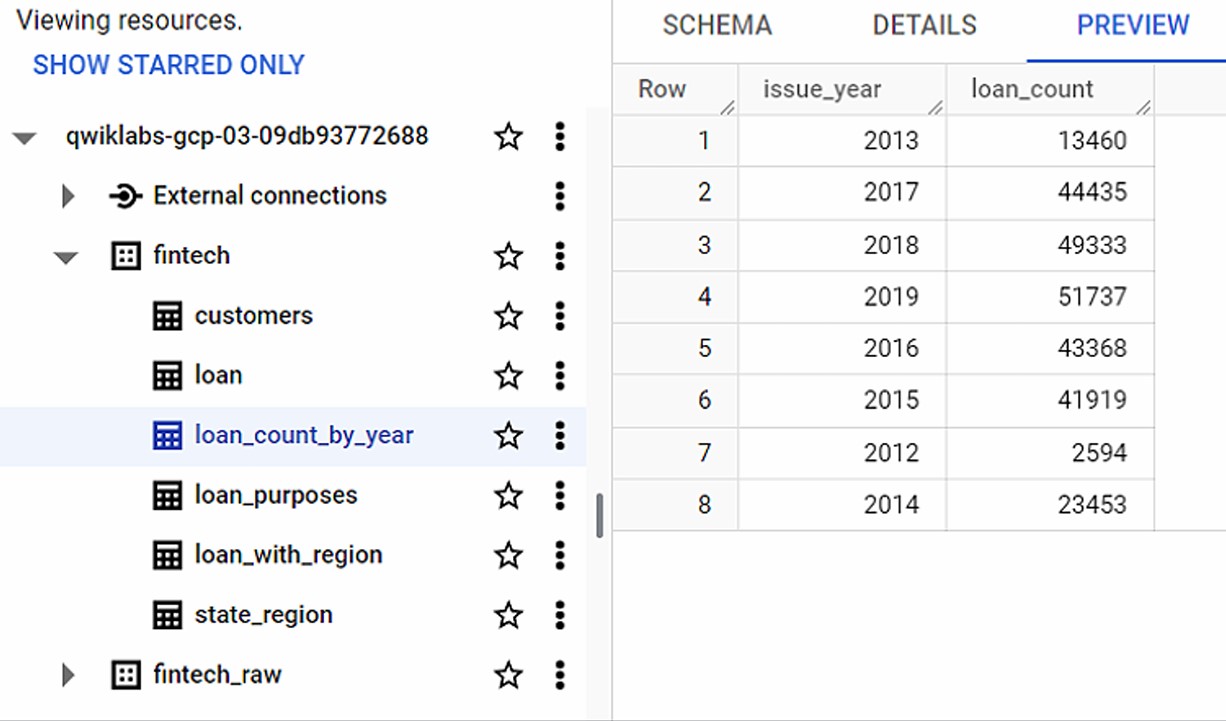 Viewing resources.
SHOW STARRED ONLY
qwiklabs-gcp-03-09db93772688
External connections
fintech
customers
loan
loan_count_by_year
loan_purposes
loan_with_region
state_region
fintech_raw
SCHEMA DETAILS PREVIEW
Row issue_year loan_count
1 2013 13460
2 2017 44435
3 2018 49333
4 2019 51737
5 2016 43368
6 2015 41919
7 2012 2594
8 2014 23453